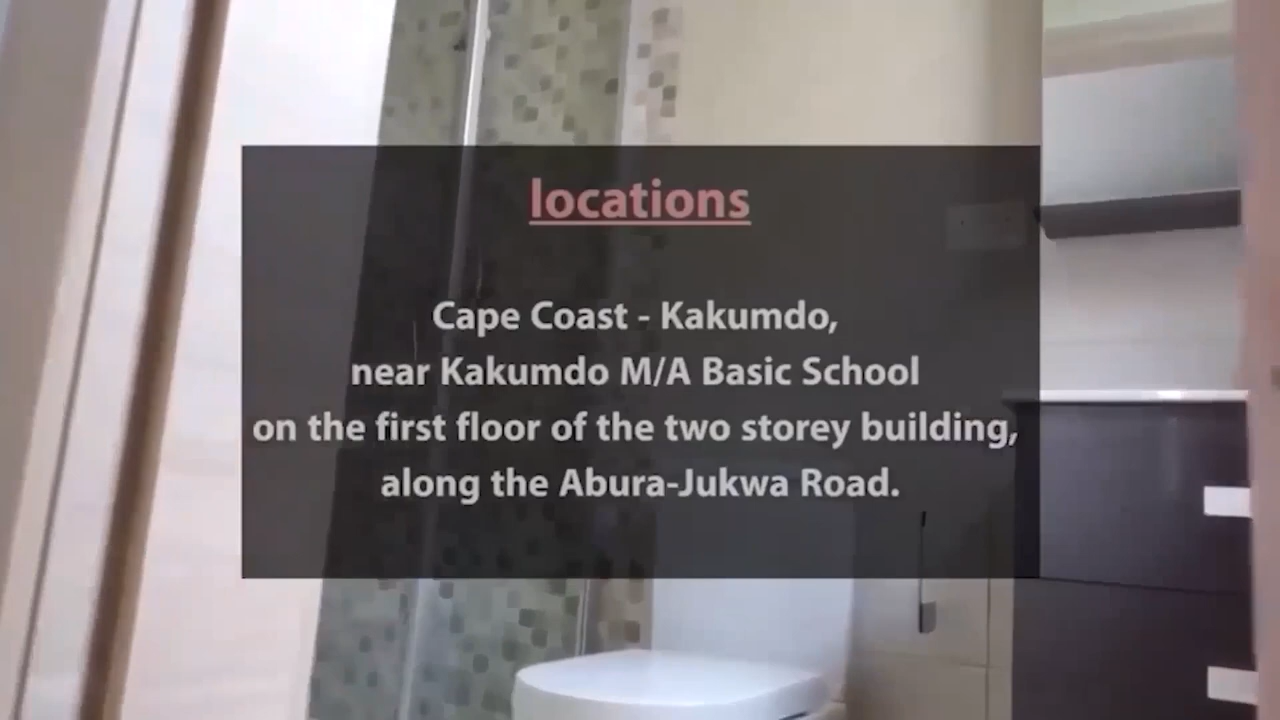 locations
Cape Coast - Kakumdo,
near Kakumdo M/A Basic School
on the first floor of the two storey building,
along the Abura-Jukwa Road.